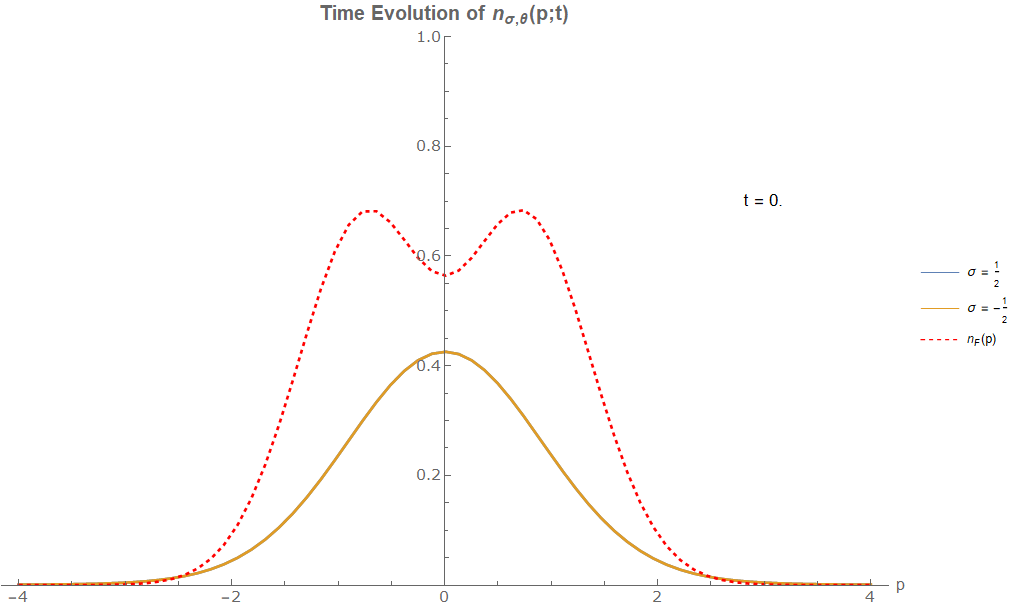 Time Evolution of n_{σ,θ}(p;t)
1.0
0.8
t = 0.
0.6
σ = 1/2
σ = −1/2
n_F(p)
0.4
0.2
p
−4 −2 0 2 4